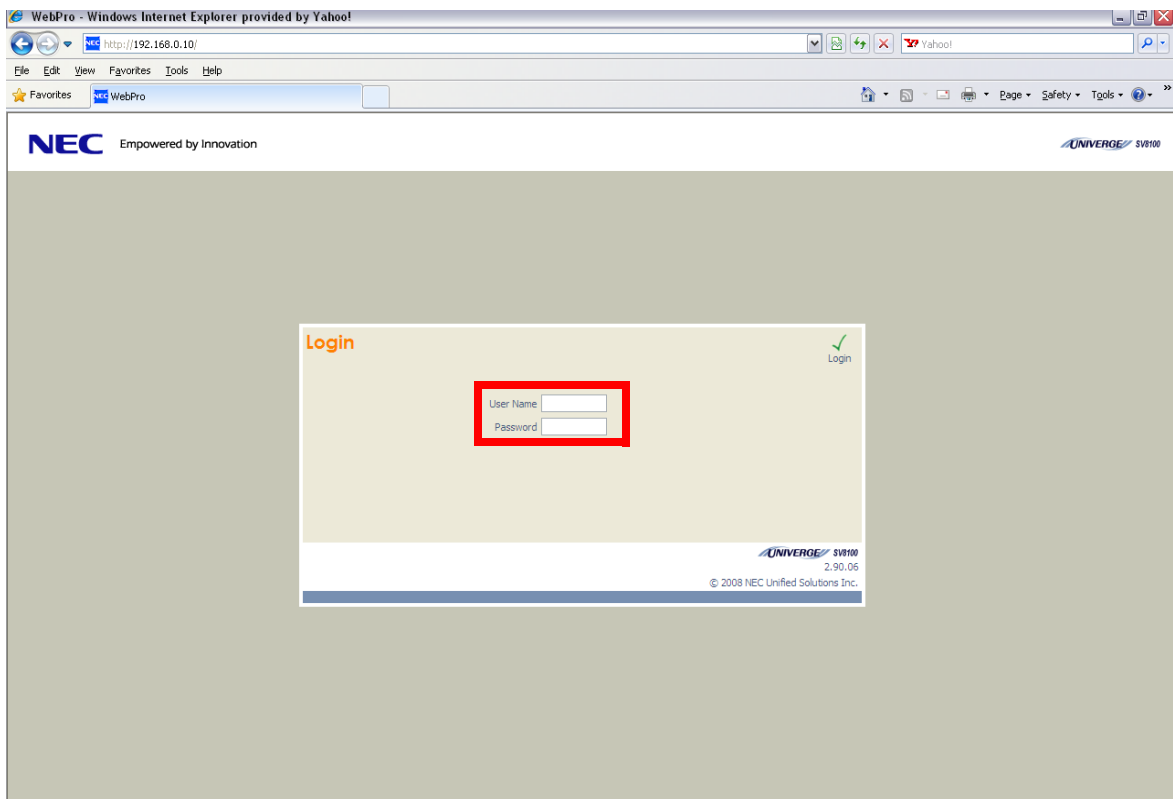 WebPro - Windows Internet Explorer provided by Yahoo!
NEC http://192.168.0.10/ Yahoo!
File Edit View Favorites Tools Help
Favorites NEC WebPro Page Safety Tools »
NEC Empowered by Innovation UNIVERGE SV8100
Login
Login
User Name
Password
UNIVERGE SV8100
2.90.06
© 2008 NEC Unified Solutions Inc.